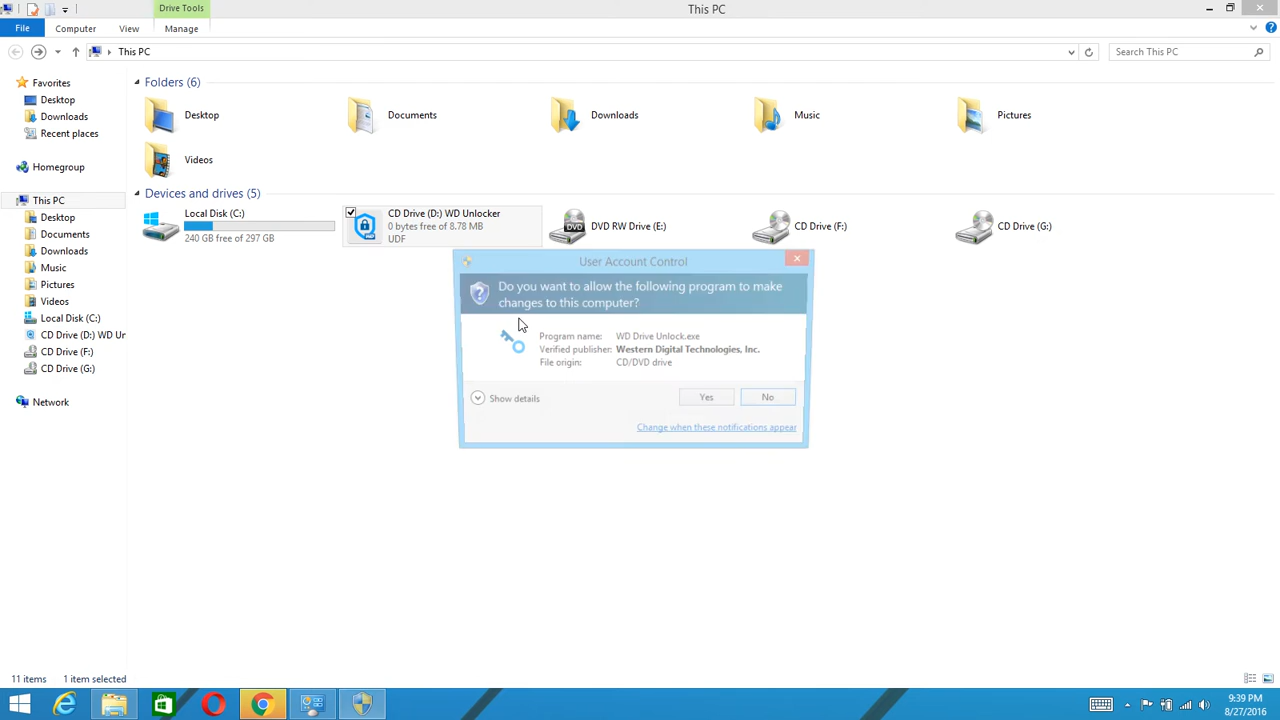 Drive Tools
This PC
File
Computer
View
Manage
This PC
Search This PC
Favorites
Desktop
Downloads
Recent places
Homegroup
This PC
Desktop
Documents
Downloads
Music
Pictures
Videos
Local Disk (C:)
CD Drive (D:) WD Ur
CD Drive (F:)
CD Drive (G:)
Network
Folders (6)
Desktop
Documents
Downloads
Music
Pictures
Videos
Devices and drives (5)
Local Disk (C:)
240 GB free of 297 GB
CD Drive (D:) WD Unlocker
0 bytes free of 8.78 MB
UDF
DVD RW Drive (E:)
CD Drive (F:)
CD Drive (G:)
User Account Control
Do you want to allow the following program to make
changes to this computer?
Program name: WD Drive Unlock.exe
Verified publisher: Western Digital Technologies, Inc.
File origin: CD/DVD drive
Show details
Yes
No
Change when these notifications appear
11 items
1 item selected
9:39 PM
8/27/2016